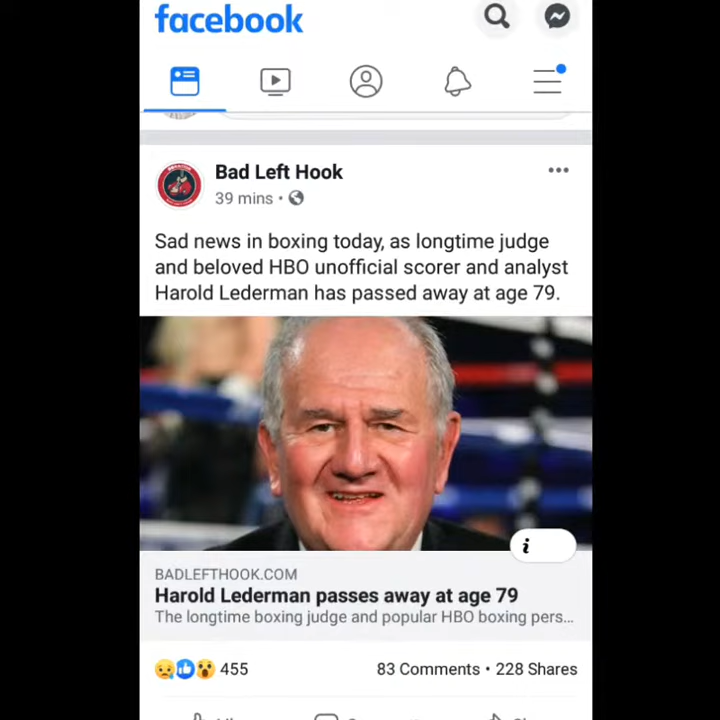 facebook
Bad Left Hook
39 mins •
Sad news in boxing today, as longtime judge
and beloved HBO unofficial scorer and analyst
Harold Lederman has passed away at age 79.
i
BADLEFTHOOK.COM
Harold Lederman passes away at age 79
The longtime boxing judge and popular HBO boxing pers...
455
83 Comments • 228 Shares